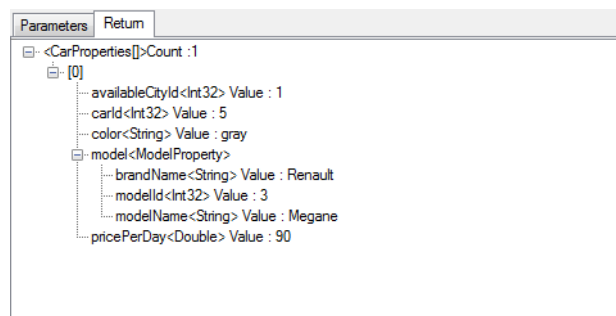 Parameters Return
<CarProperties[]>Count :1
[0]
availableCityId<Int32> Value : 1
carId<Int32> Value : 5
color<String> Value : gray
model<ModelProperty>
brandName<String> Value : Renault
modelId<Int32> Value : 3
modelName<String> Value : Megane
pricePerDay<Double> Value : 90